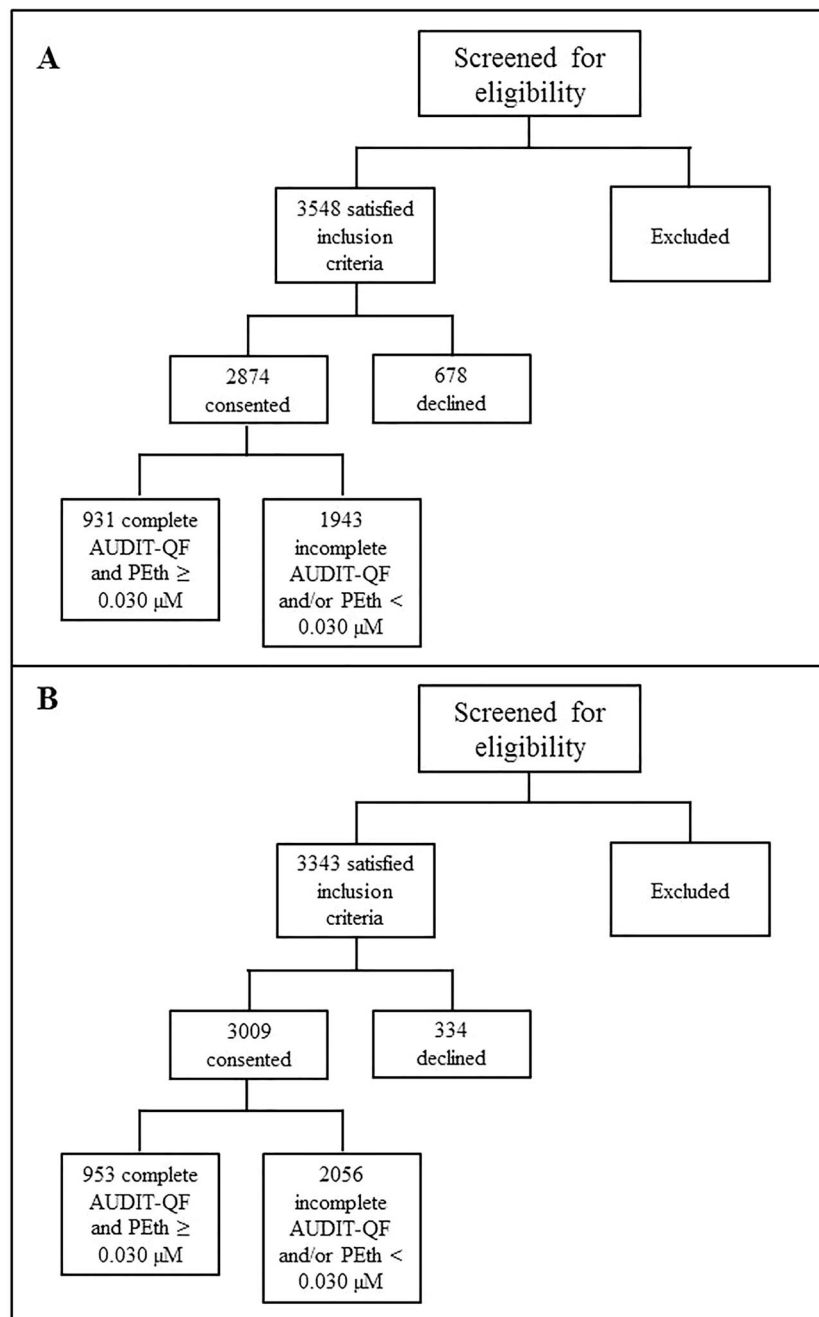 A
Screened for
eligibility
3548 satisfied
inclusion
criteria
Excluded
2874
consented
678
declined
931 complete
AUDIT-QF
and PEth ≥
0.030 μM
1943
incomplete
AUDIT-QF
and/or PEth <
0.030 μM
B
Screened for
eligibility
3343 satisfied
inclusion
criteria
Excluded
3009
consented
334
declined
953 complete
AUDIT-QF
and PEth ≥
0.030 μM
2056
incomplete
AUDIT-QF
and/or PEth <
0.030 μM